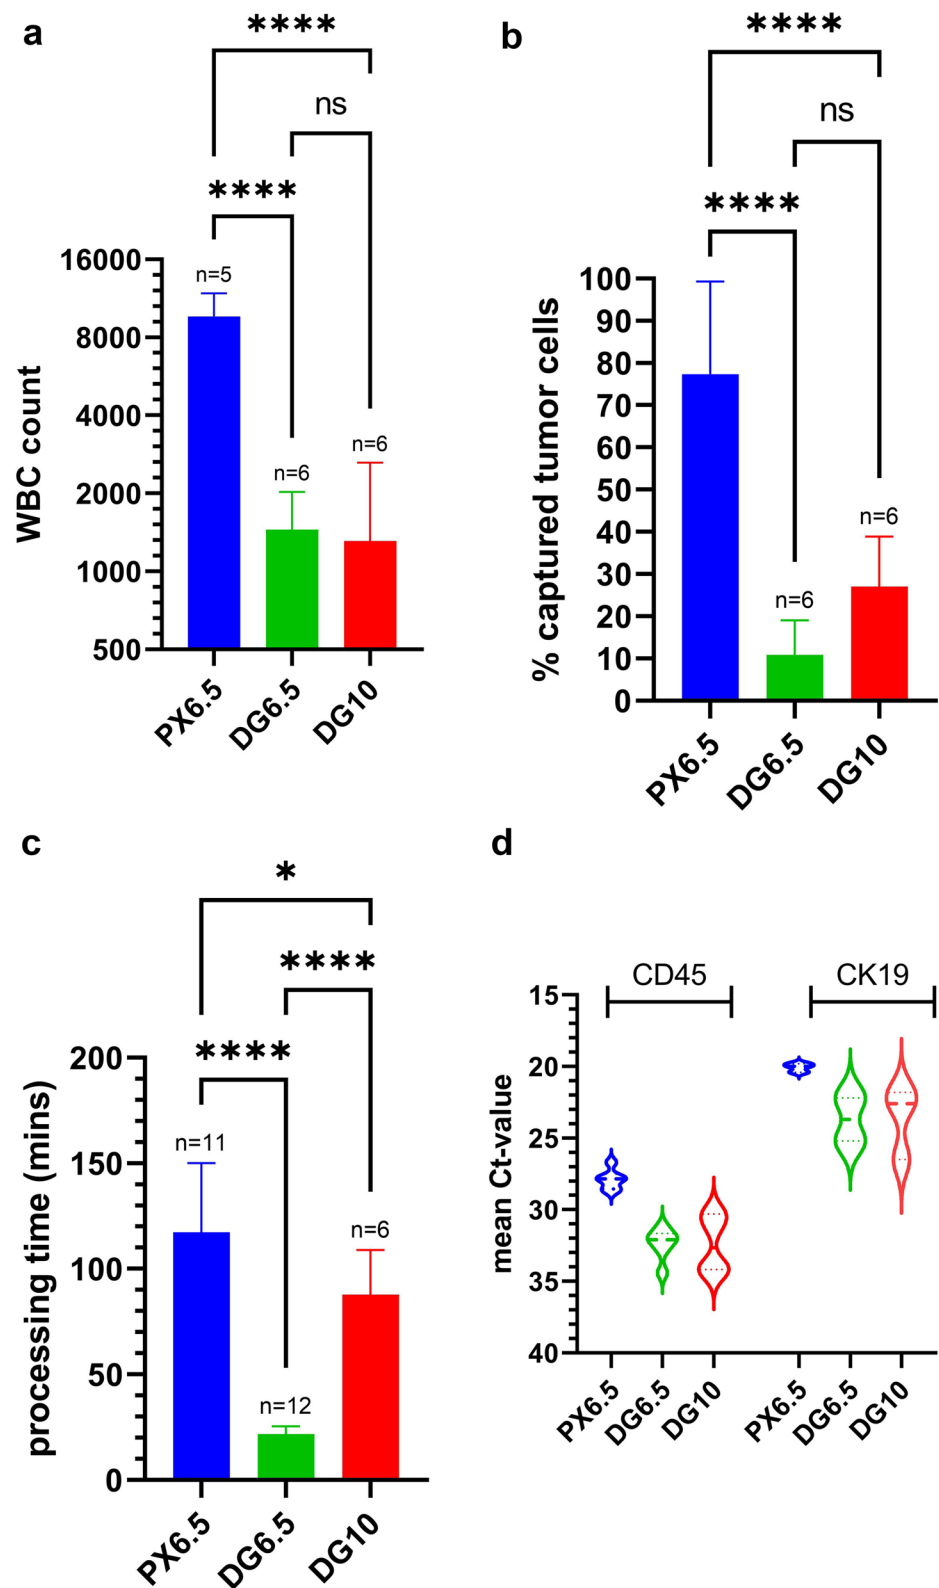 a
****
ns
****
16000
8000
4000
2000
1000
500
WBC count
n=5
n=6
n=6
PX6.5
DG6.5
DG10
b
****
ns
****
100
90
80
70
60
50
40
30
20
10
0
% captured tumor cells
n=6
n=6
PX6.5
DG6.5
DG10
c
*
****
****
200
150
100
50
0
processing time (mins)
n=11
n=12
n=6
PX6.5
DG6.5
DG10
d
CD45
CK19
15
20
25
30
35
40
mean Ct-value
PX6.5
DG6.5
DG10
PX6.5
DG6.5
DG10